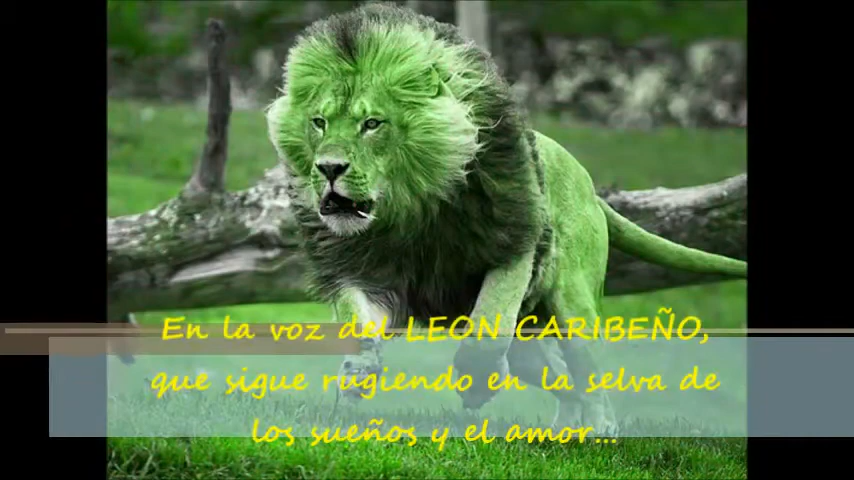 En la voz del LEON CARIBEÑO,
que sigue rugiendo en la selva de
los sueños y el amor...